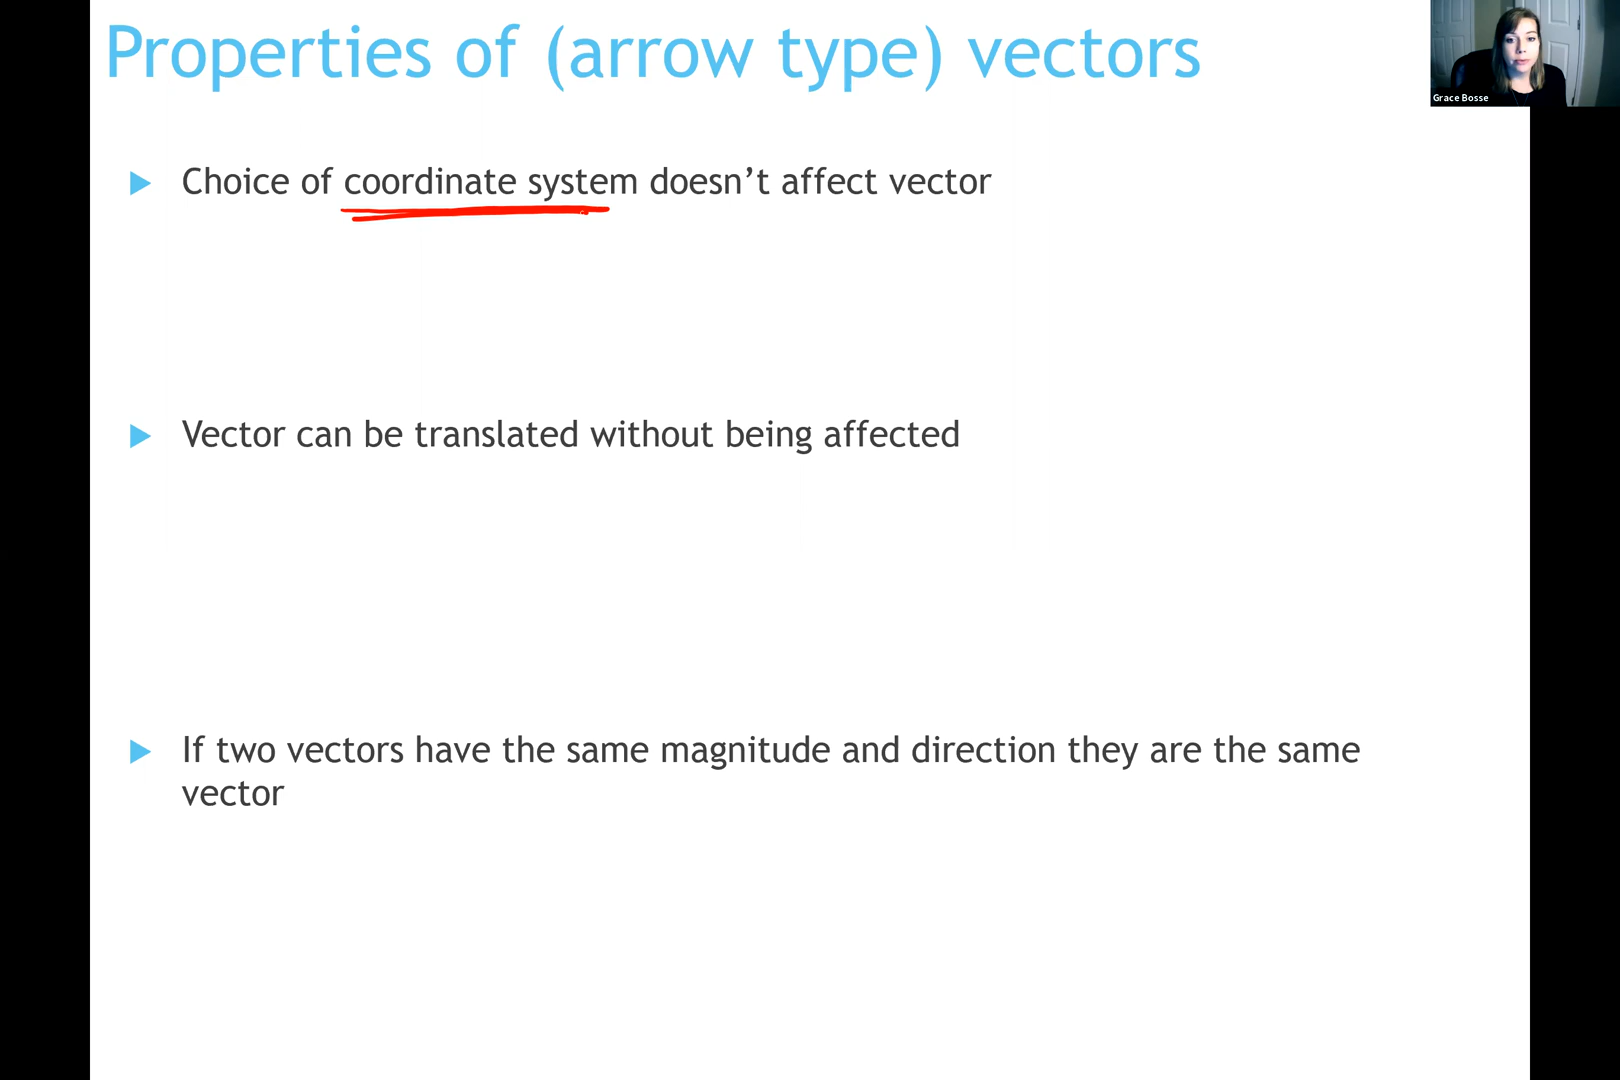 Properties of (arrow type) vectors
Grace Bosse
Choice of coordinate system doesn’t affect vector
Vector can be translated without being affected
If two vectors have the same magnitude and direction they are the same
vector